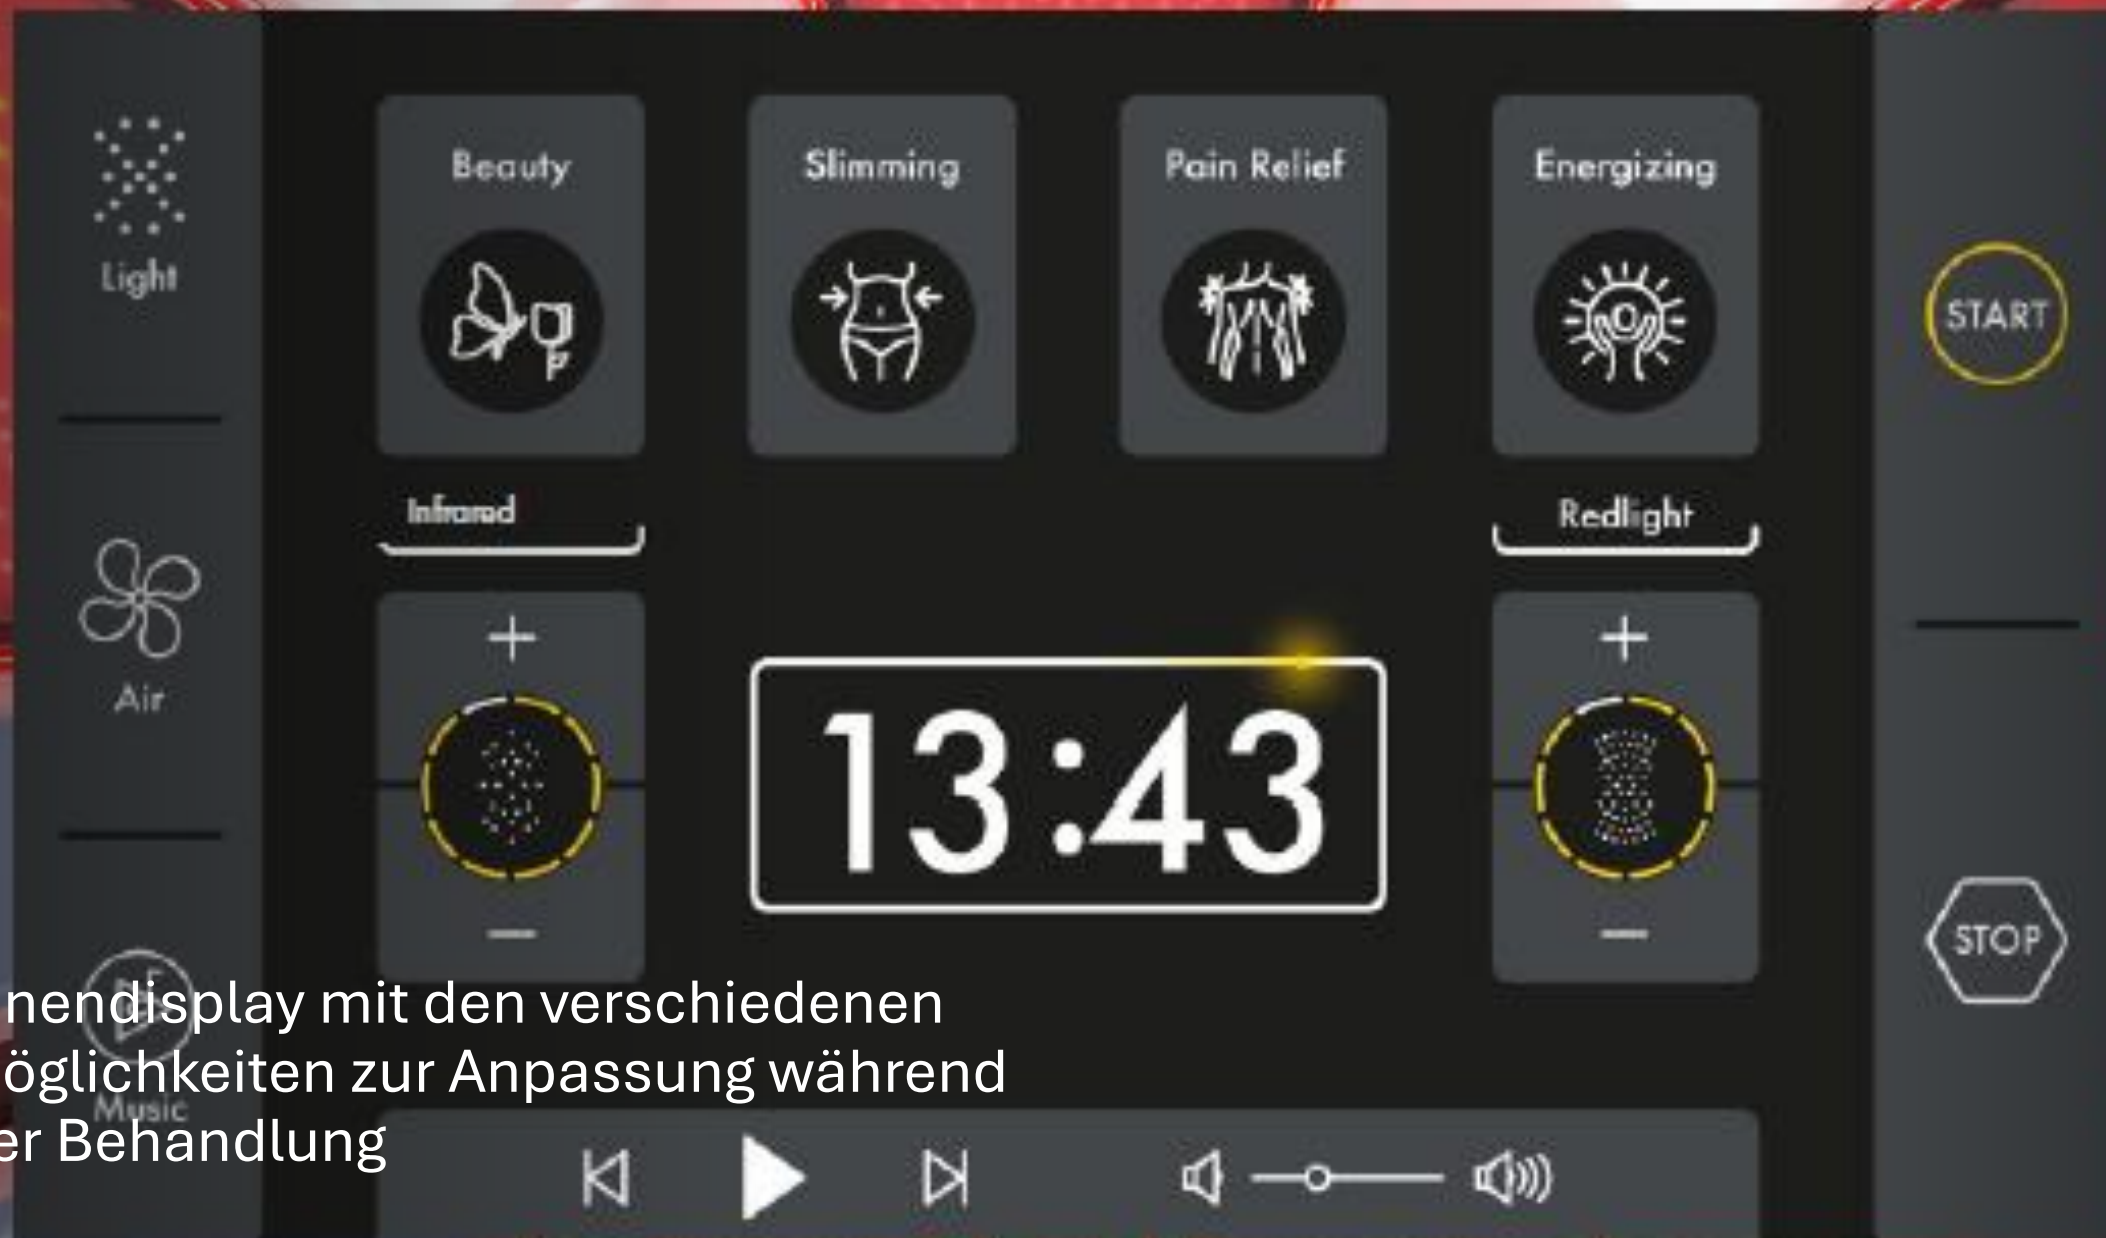 Light
Beauty
Slimming
Pain Relief
Energizing
START
Infrared
Redlight
Air
13:43
STOP
nendisplay mit den verschiedenen
öglichkeiten zur Anpassung während
Music
er Behandlung